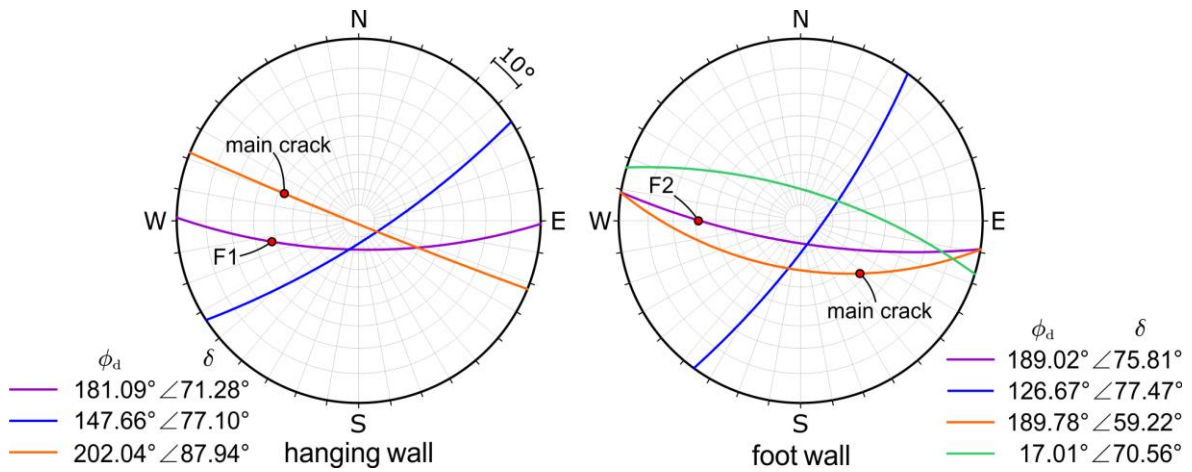 N
10°
main crack
W
E
F1
S
ϕd δ
181.09° ∠71.28°
147.66° ∠77.10°
202.04° ∠87.94°
hanging wall
N
F2
W
E
main crack
S
ϕd δ
189.02° ∠75.81°
126.67° ∠77.47°
189.78° ∠59.22°
17.01° ∠70.56°
foot wall